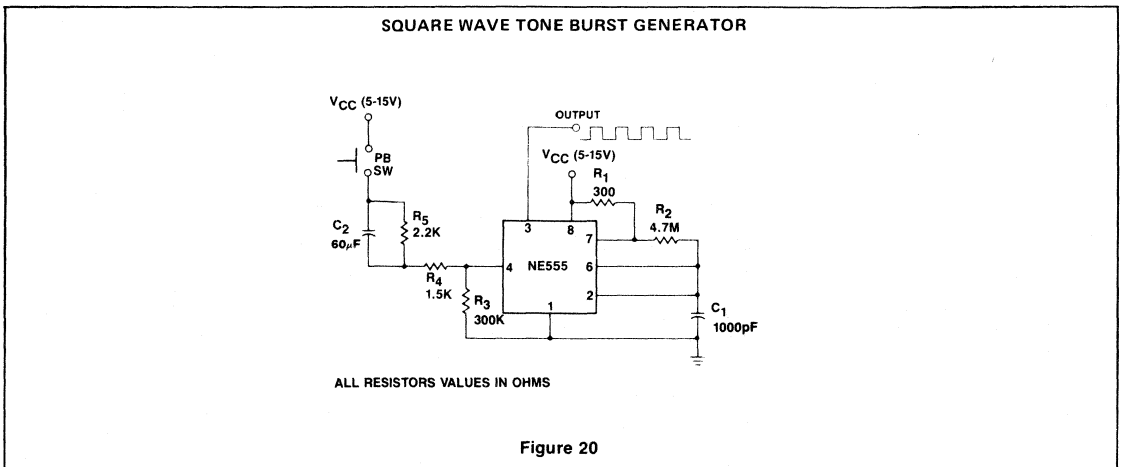 SQUARE WAVE TONE BURST GENERATOR
VCC (5-15V)
PB
SW
C2
60μF
R5
2.2K
R4
1.5K
R3
300K
OUTPUT
VCC (5-15V)
R1
300
R2
4.7M
3
8
7
4
NE555
6
2
1
C1
1000pF
ALL RESISTORS VALUES IN OHMS
Figure 20